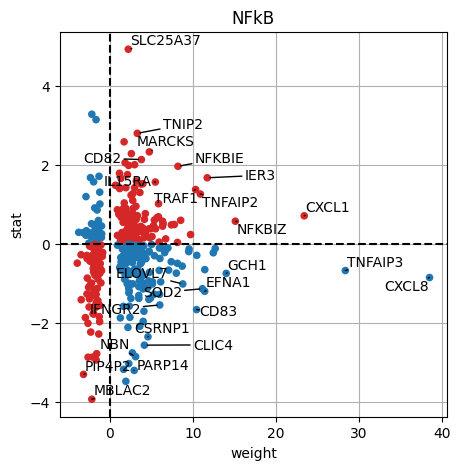 NFkB
SLC25A37
TNIP2
MARCKS
CD82
NFKBIE
IL15RA
IER3
TRAF1
TNFAIP2
CXCL1
NFKBIZ
GCH1
TNFAIP3
ELOVL7
EFNA1
SOD2
CXCL8
IFNGR2
CD83
CSRNP1
NBN
CLIC4
PIP4P2
PARP14
MBLAC2
4
2
0
−2
−4
stat
0 10 20 30 40
weight